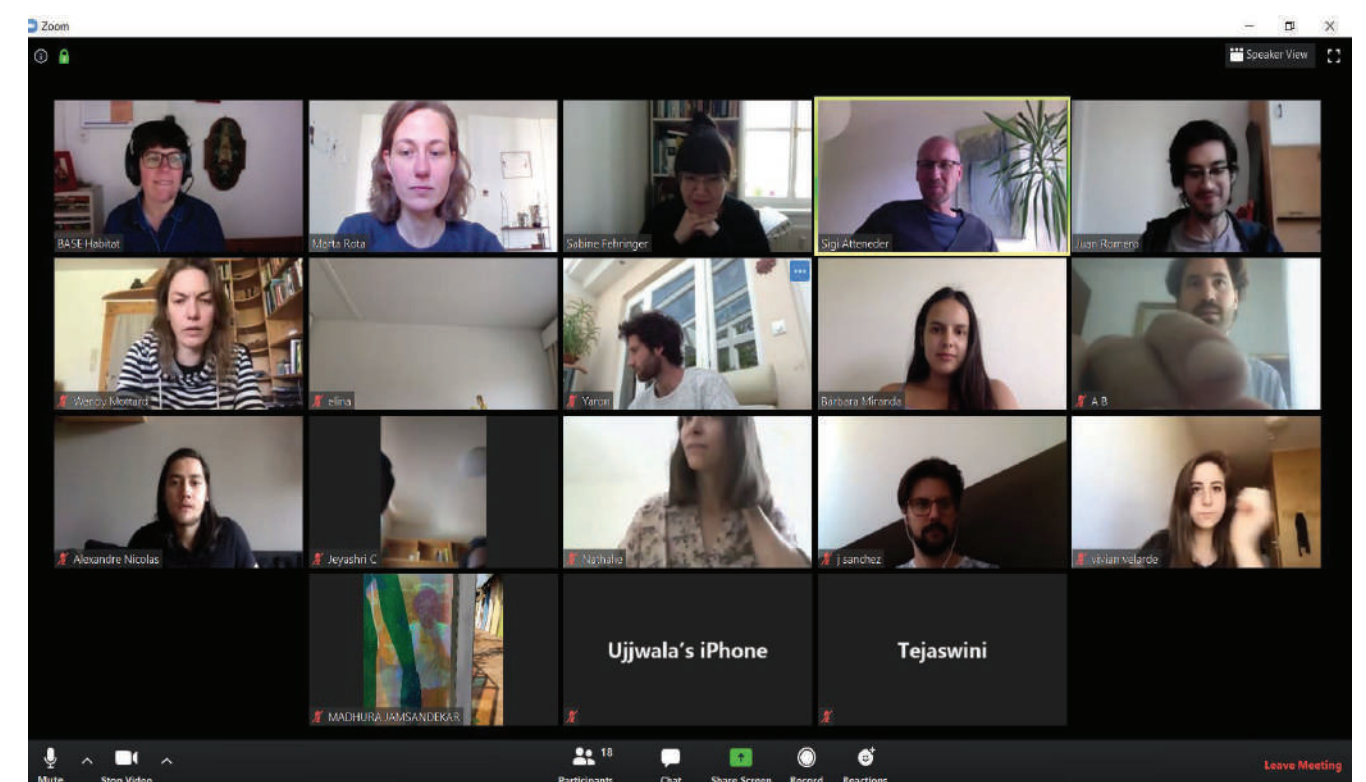 Zoom
Speaker View
BASE Habitat
Marta Rota
Sabine Fehringer
Sigi Atteneder
Juan Romero
Wendy Mottard
elina
Yaron
Bárbara Miranda
A B
Alexandre Nicolas
Jeyashri C
Nathalie
j sanchez
vivian velarde
MADHURA JAMSANDEKAR
Ujjwala's iPhone
Tejaswini
Mute
Stop Video
18
Participants
Chat
Share Screen
Record
Reactions
Leave Meeting